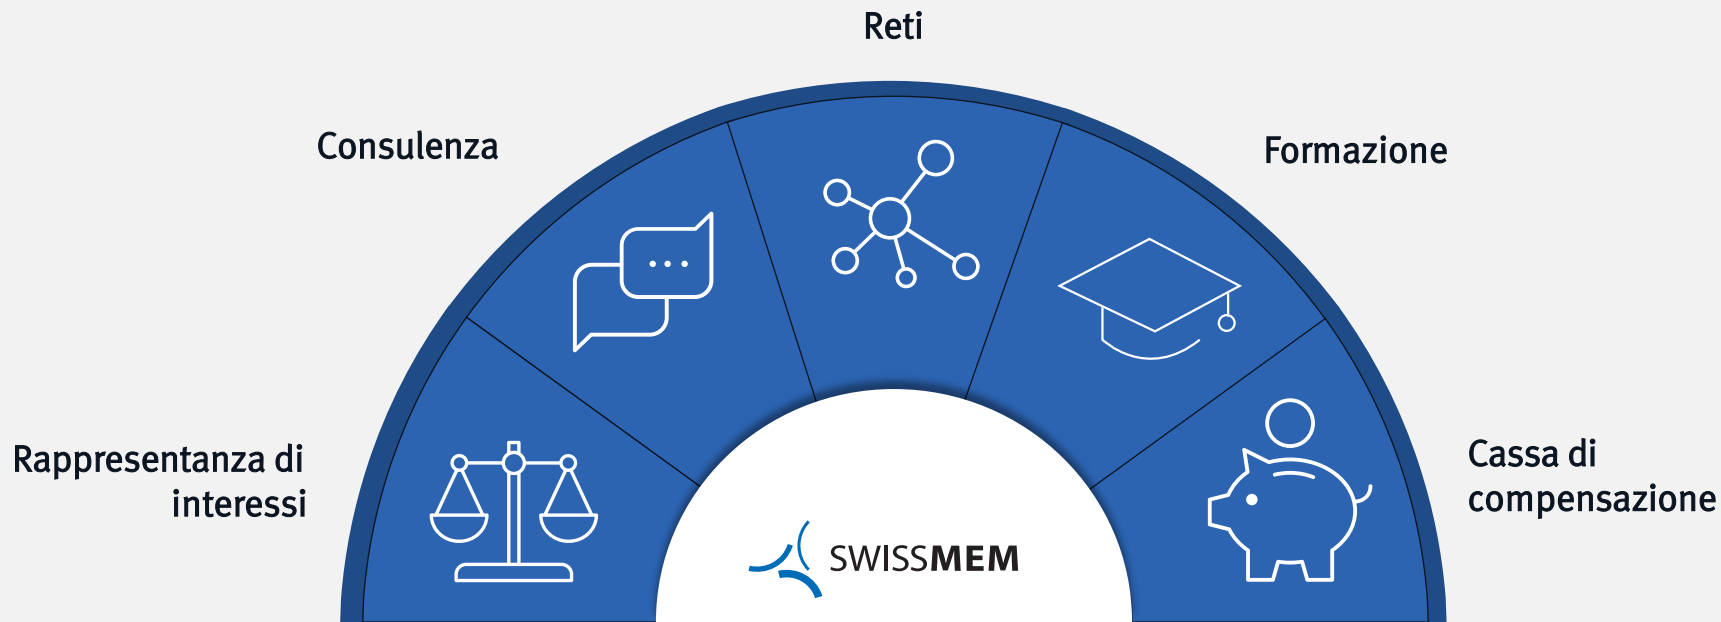 Reti
Consulenza
Formazione
Rappresentanza di
interessi
Cassa di
compensazione
SWISSMEM